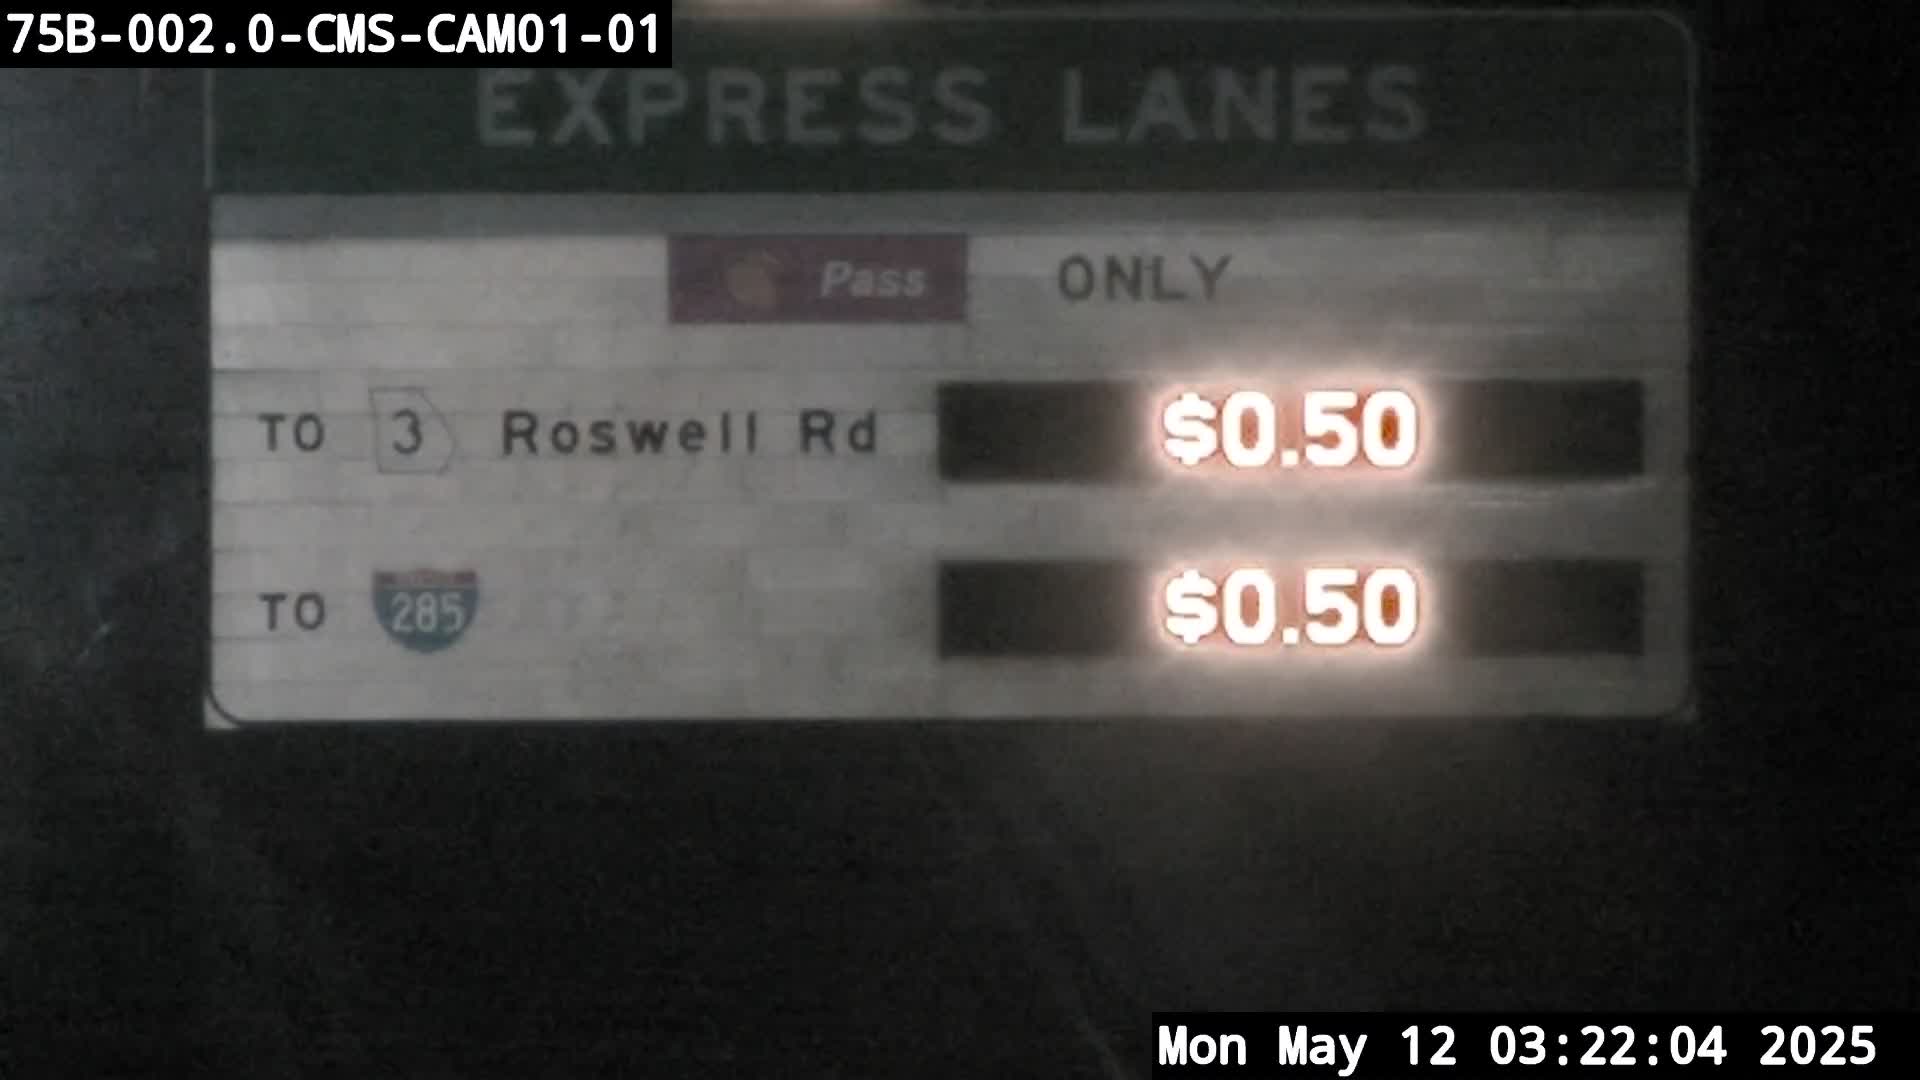 75B-002.0-CMS-CAM01-01
EXPRESS LANES
Pass ONLY
TO 3 Roswell Rd $0.50
TO 285 $0.50
Mon May 12 03:22:04 2025